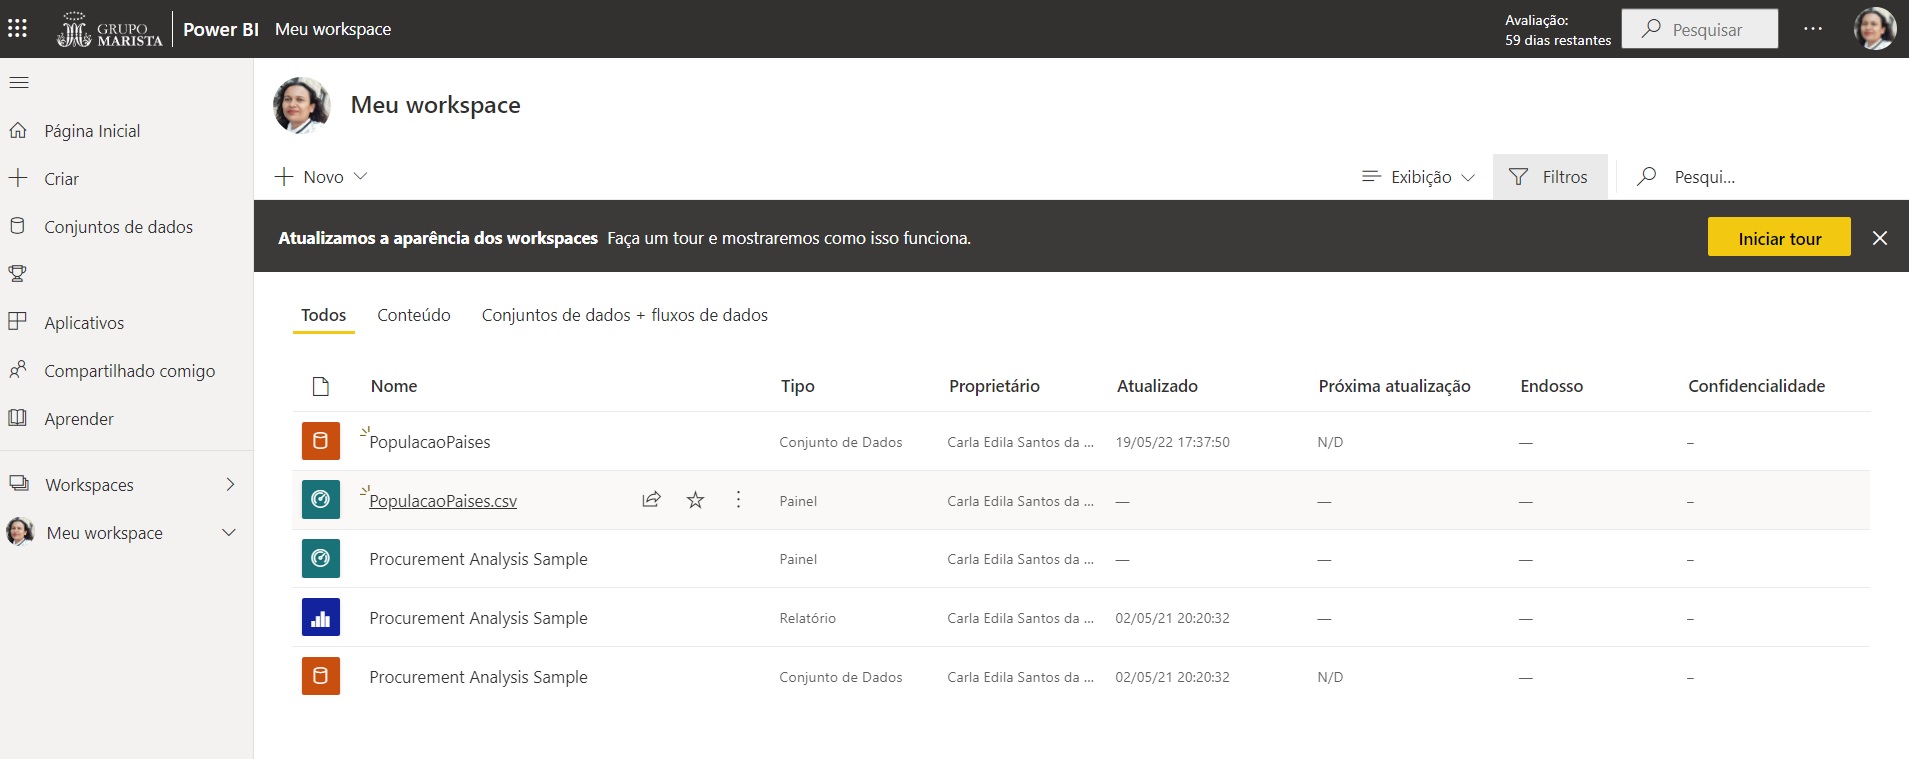 GRUPO
MARISTA
Power BI Meu workspace
Avaliação:
59 dias restantes
Pesquisar
Página Inicial
Criar
Conjuntos de dados
Aplicativos
Compartilhado comigo
Aprender
Workspaces
Meu workspace
Meu workspace
Novo Exibição Filtros Pesqui...
Atualizamos a aparência dos workspaces Faça um tour e mostraremos como isso funciona. Iniciar tour
Todos Conteúdo Conjuntos de dados + fluxos de dados
Nome Tipo Proprietário Atualizado Próxima atualização Endosso Confidencialidade
PopulacaoPaises Conjunto de Dados Carla Edila Santos da ... 19/05/22 17:37:50 N/D — –
PopulacaoPaises.csv Painel Carla Edila Santos da ... — — — –
Procurement Analysis Sample Painel Carla Edila Santos da ... — — — –
Procurement Analysis Sample Relatório Carla Edila Santos da ... 02/05/21 20:20:32 — — –
Procurement Analysis Sample Conjunto de Dados Carla Edila Santos da ... 02/05/21 20:20:32 N/D — –